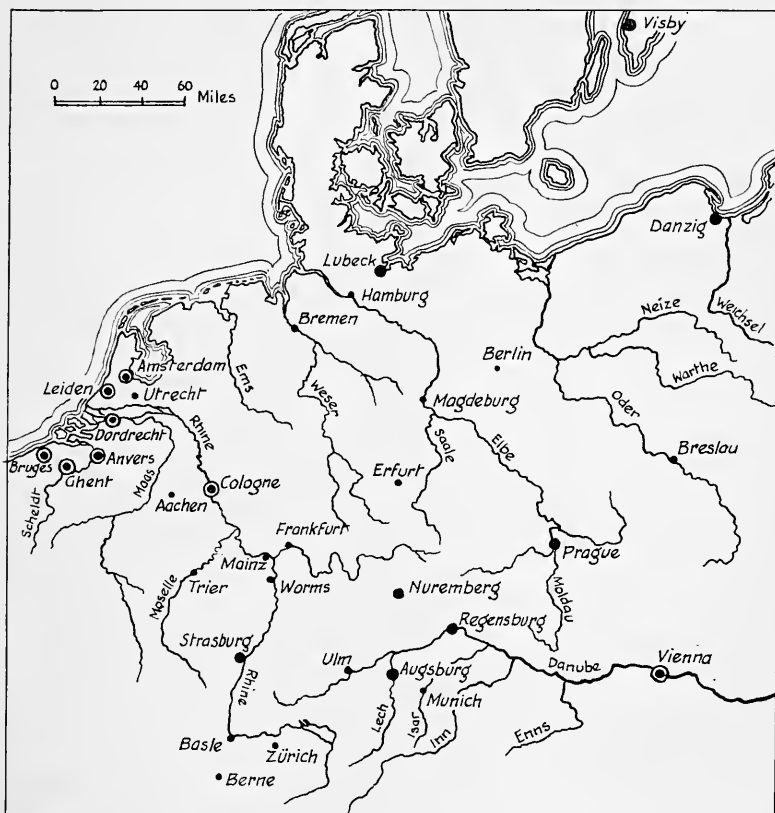 Visby
0 20 40 60
Miles
Danzig
Lubeck
Hamburg
Weichsel
Neize
Bremen
Berlin
Warthe
Amsterdam
Leiden
Utrecht
Ems
Weser
Magdeburg
Oder
Dordrecht
Rhine
Saale
Elbe
Breslau
Bruges
Anvers
Ghent
Maas
Cologne
Erfurt
Scheldt
Aachen
Frankfurt
Prague
Mainz
Trier
Worms
Moselle
Nuremberg
Moldau
Regensburg
Strasburg
Ulm
Augsburg
Danube
Vienna
Rhine
Munich
Lech
Isar
Inn
Enns
Basle
Zürich
Berne